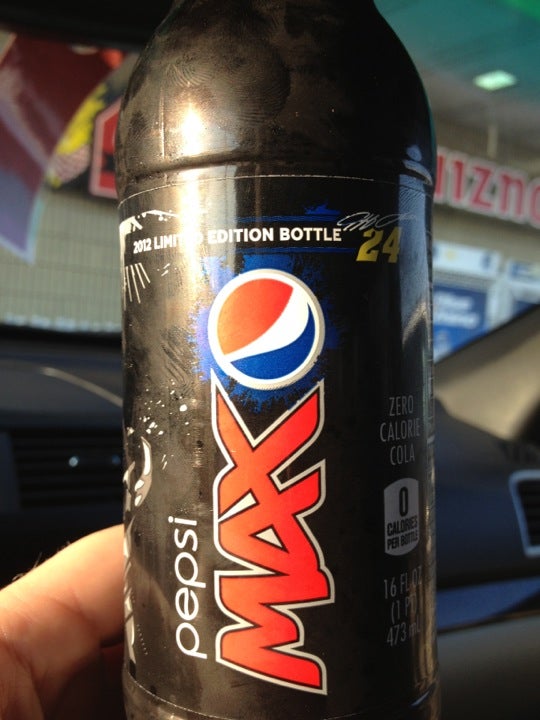 2012 LIMITED EDITION BOTTLE
24
pepsi
MAX
ZERO
CALORIE
COLA
0
CALORIES
PER BOTTLE
16 FL OZ
(1 PT)
473 mL